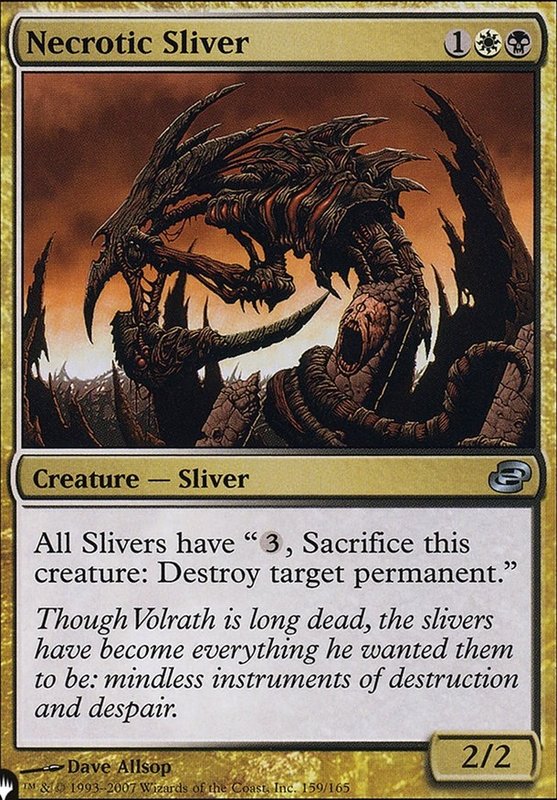 Necrotic Sliver 1
Creature — Sliver
All Slivers have “3, Sacrifice this
creature: Destroy target permanent.”
Though Volrath is long dead, the slivers
have become everything he wanted them
to be: mindless instruments of destruction
and despair.
2/2
Dave Allsop
™ & © 1993–2007 Wizards of the Coast, Inc. 159/165